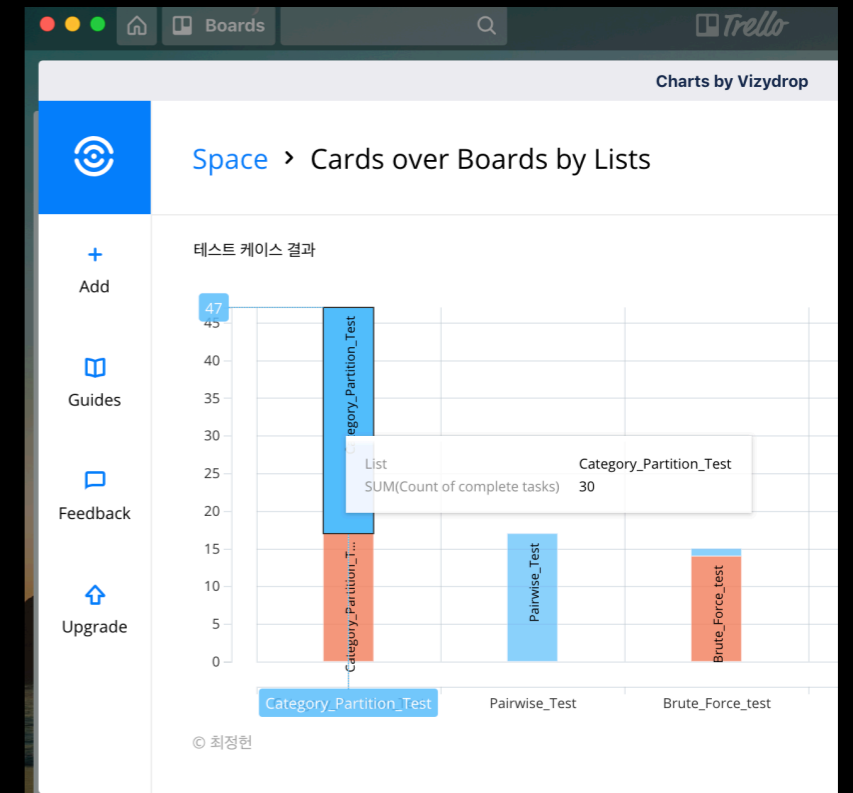 Boards
Trello
Charts by Vizydrop
Space > Cards over Boards by Lists
Add
Guides
Feedback
Upgrade
테스트 케이스 결과
47
45
40
35
30
25
20
15
10
5
0
egory_Partition_Test
Category_Partition_T...
Pairwise_Test
Brute_Force_test
List Category_Partition_Test
SUM(Count of complete tasks) 30
Category_Partition_Test Pairwise_Test Brute_Force_test
© 최정헌